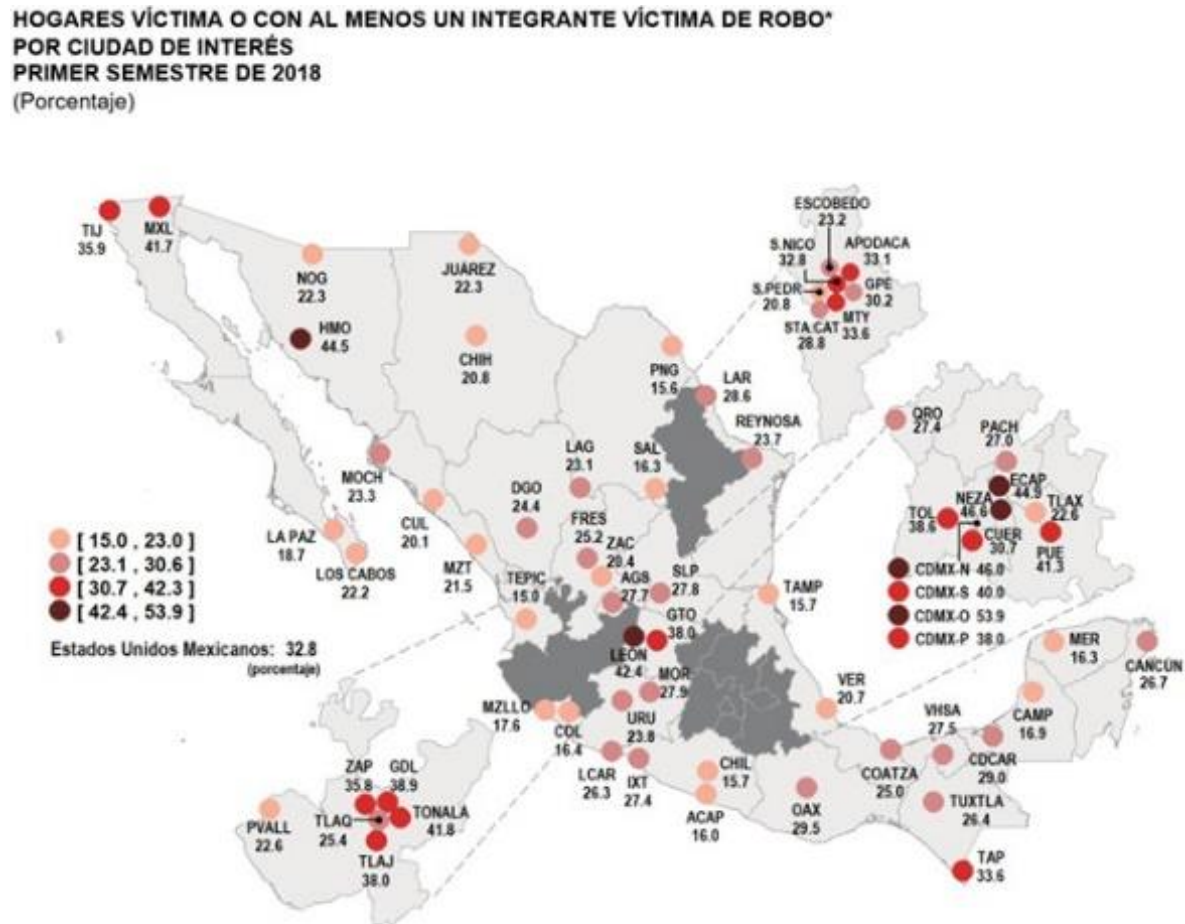 HOGARES VÍCTIMA O CON AL MENOS UN INTEGRANTE VÍCTIMA DE ROBO*
POR CIUDAD DE INTERÉS
PRIMER SEMESTRE DE 2018
(Porcentaje)
TIJ
35.9
MXL
41.7
NOG
22.3
HMO
44.5
JUÁREZ
22.3
CHIH
20.8
PNG
15.6
LAR
28.6
REYNOSA
23.7
ESCOBEDO
23.2
S.NICO
32.8
APODACA
33.1
S.PEDR
20.8
GPE
30.2
STA.CAT
28.8
MTY
33.6
MOCH
23.3
LAG
23.1
SAL
16.3
DGO
24.4
CUL
20.1
LA PAZ
18.7
LOS CABOS
22.2
MZT
21.5
FRES
25.2
ZAC
20.4
TEPIC
15.0
AGS
27.7
SLP
27.8
GTO
38.0
LEÓN
42.4
TAMP
15.7
QRO
27.4
PACH
27.0
ECAP
44.9
NEZA
46.6
TLAX
22.6
TOL
38.6
CUER
30.7
PUE
41.3
CDMX-N 46.0
CDMX-S 40.0
CDMX-O 53.9
CDMX-P 38.0
[ 15.0 , 23.0 ]
[ 23.1 , 30.6 ]
[ 30.7 , 42.3 ]
[ 42.4 , 53.9 ]
Estados Unidos Mexicanos: 32.8
(porcentaje)
MOR
27.9
MZLLO
17.6
COL
16.4
URU
23.8
VER
20.7
MER
16.3
CANCÚN
26.7
CAMP
16.9
VHSA
27.5
CDCAR
29.0
COATZA
25.0
LCAR
26.3
IXT
27.4
CHIL
15.7
ACAP
16.0
OAX
29.5
TUXTLA
26.4
TAP
33.6
ZAP
35.8
GDL
38.9
PVALL
22.6
TLAQ
25.4
TONALA
41.8
TLAJ
38.0